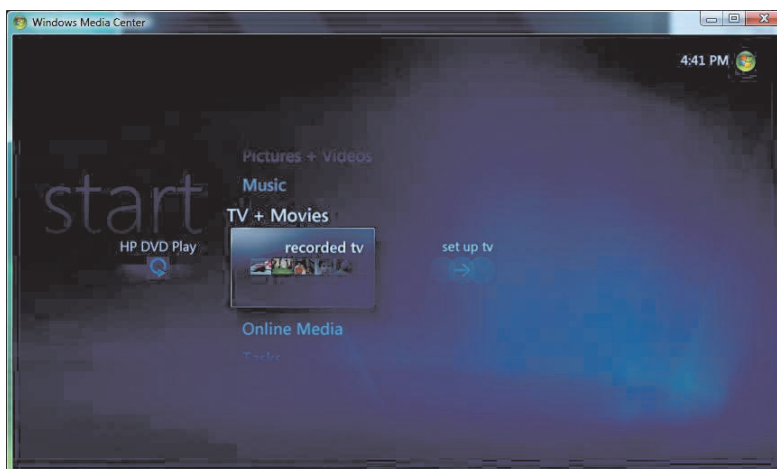 Windows Media Center
4:41 PM
Pictures + Videos
start
Music
TV + Movies
HP DVD Play
recorded tv
set up tv
Online Media
Tasks